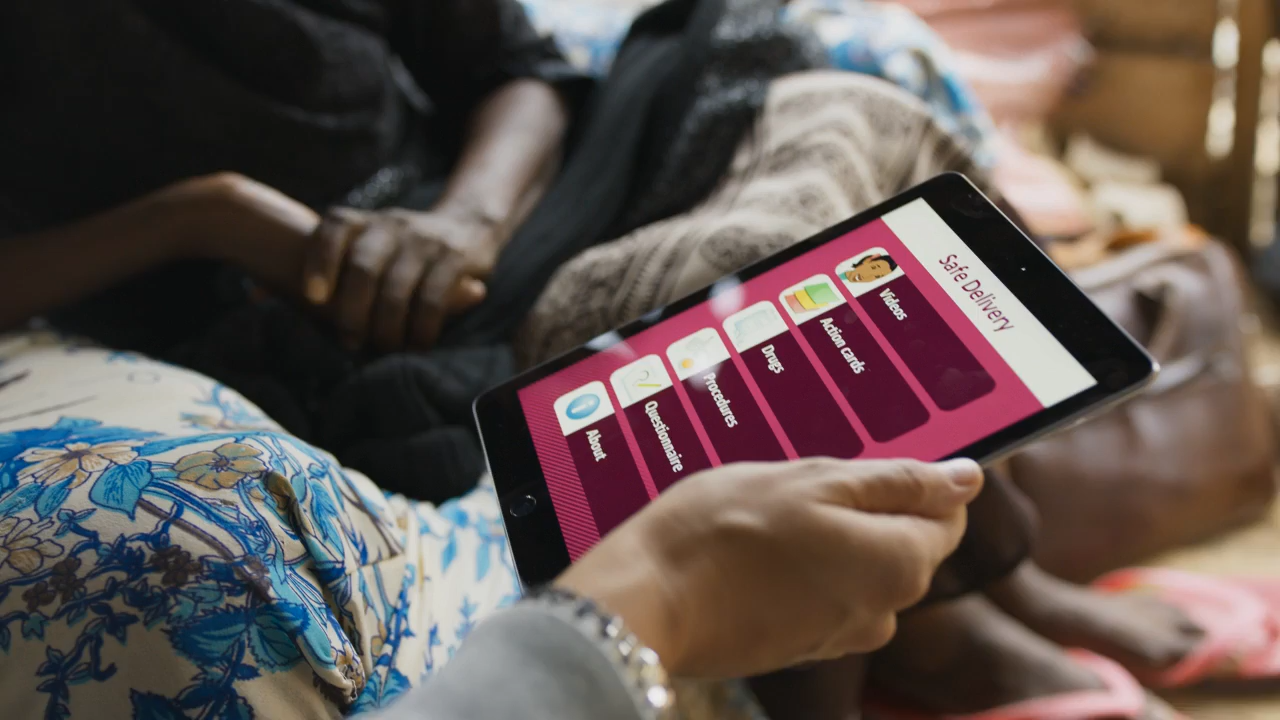 Safe Delivery
Videos
Action cards
Drugs
Procedures
Questionnaire
About